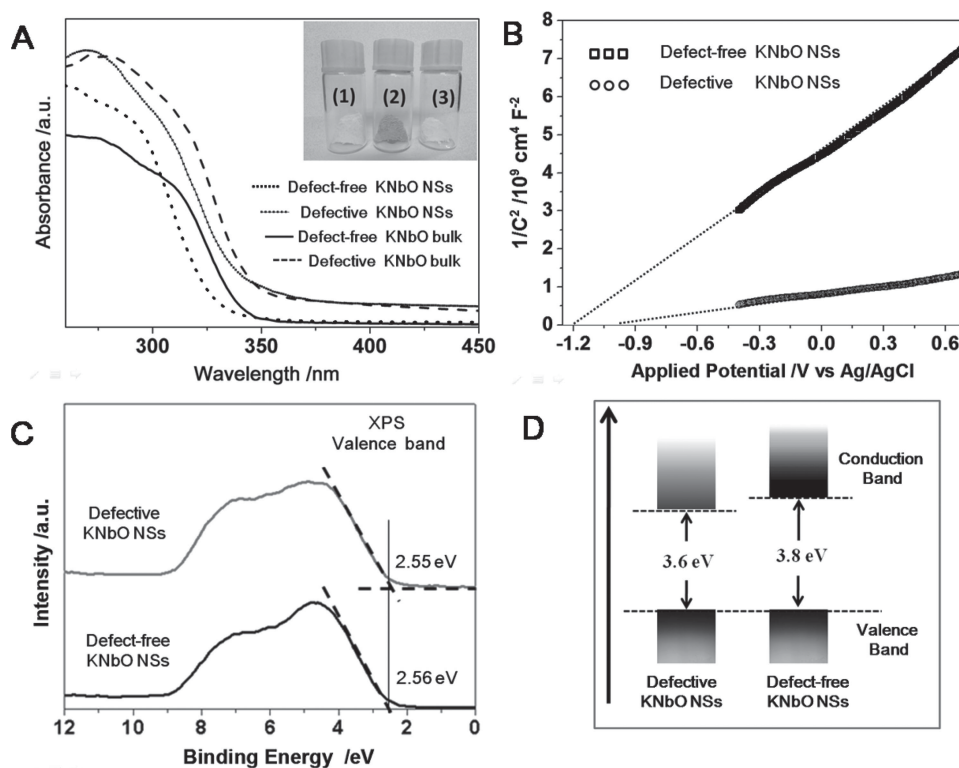 A
Absorbance /a.u.
(1) (2) (3)
Defect-free KNbO NSs
Defective KNbO NSs
Defect-free KNbO bulk
Defective KNbO bulk
300 350 400 450
Wavelength /nm
B
Defect-free KNbO NSs
Defective KNbO NSs
1/C² /10⁹ cm⁴ F⁻²
8
7
6
5
4
3
2
1
0
-1.2 -0.9 -0.6 -0.3 0.0 0.3 0.6
Applied Potential /V vs Ag/AgCl
C
XPS
Valence band
Intensity /a.u.
Defective
KNbO NSs
2.55 eV
Defect-free
KNbO NSs
2.56 eV
12 10 8 6 4 2 0
Binding Energy /eV
D
Conduction
Band
3.6 eV
3.8 eV
Valence
Band
Defective
KNbO NSs
Defect-free
KNbO NSs